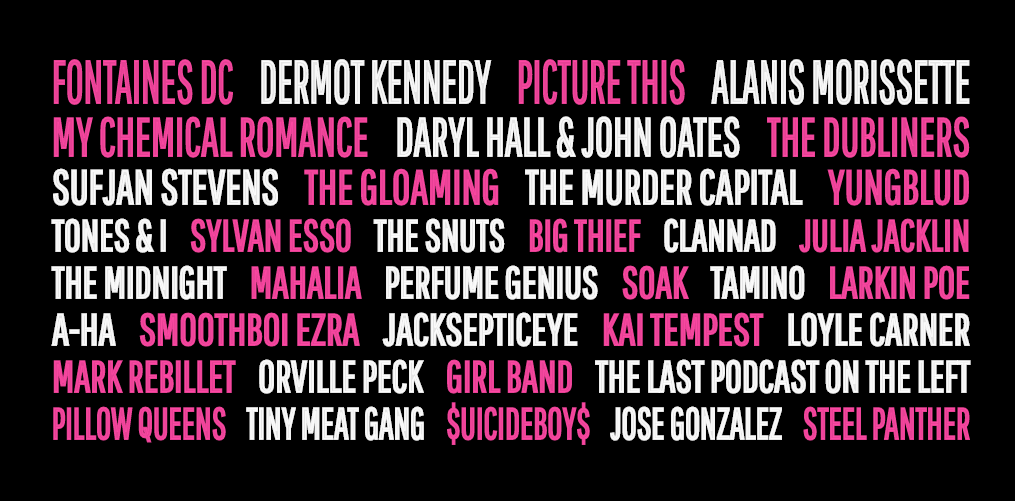 FONTAINES DC DERMOT KENNEDY PICTURE THIS ALANIS MORISSETTE
MY CHEMICAL ROMANCE DARYL HALL & JOHN OATES THE DUBLINERS
SUFJAN STEVENS THE GLOAMING THE MURDER CAPITAL YUNGBLUD
TONES & I SYLVAN ESSO THE SNUTS BIG THIEF CLANNAD JULIA JACKLIN
THE MIDNIGHT MAHALIA PERFUME GENIUS SOAK TAMINO LARKIN POE
A-HA SMOOTHBOI EZRA JACKSEPTICEYE KAI TEMPEST LOYLE CARNER
MARK REBILLET ORVILLE PECK GIRL BAND THE LAST PODCAST ON THE LEFT
PILLOW QUEENS TINY MEAT GANG $UICIDEBOY$ JOSE GONZALEZ STEEL PANTHER